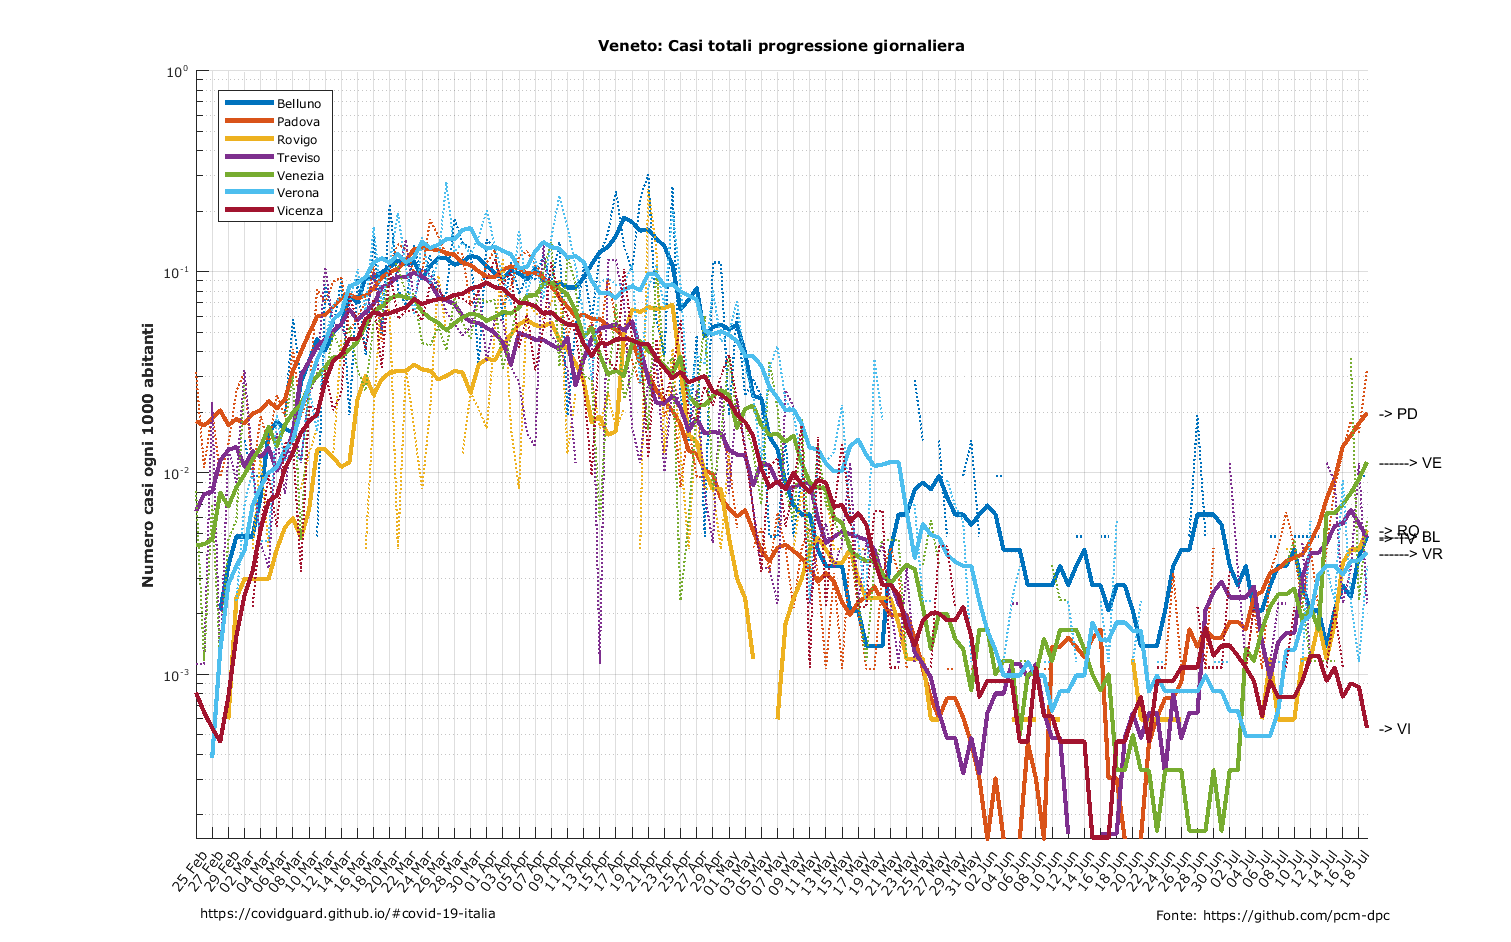 Veneto: Casi totali progressione giornaliera
Numero casi ogni 1000 abitanti
10⁰
10⁻¹
10⁻²
10⁻³
Belluno
Padova
Rovigo
Treviso
Venezia
Verona
Vicenza
-> PD
------> VE
-> RO
------> BL
-> TV
------> VR
-> VI
25 Feb
27 Feb
29 Feb
02 Mar
04 Mar
06 Mar
08 Mar
10 Mar
12 Mar
14 Mar
16 Mar
18 Mar
20 Mar
22 Mar
24 Mar
26 Mar
28 Mar
30 Mar
01 Apr
03 Apr
05 Apr
07 Apr
09 Apr
11 Apr
13 Apr
15 Apr
17 Apr
19 Apr
21 Apr
23 Apr
25 Apr
27 Apr
29 Apr
01 May
03 May
05 May
07 May
09 May
11 May
13 May
15 May
17 May
19 May
21 May
23 May
25 May
27 May
29 May
31 May
02 Jun
04 Jun
06 Jun
08 Jun
10 Jun
12 Jun
14 Jun
16 Jun
18 Jun
20 Jun
22 Jun
24 Jun
26 Jun
28 Jun
30 Jun
02 Jul
04 Jul
06 Jul
08 Jul
10 Jul
12 Jul
14 Jul
16 Jul
18 Jul
https://covidguard.github.io/#covid-19-italia
Fonte: https://github.com/pcm-dpc